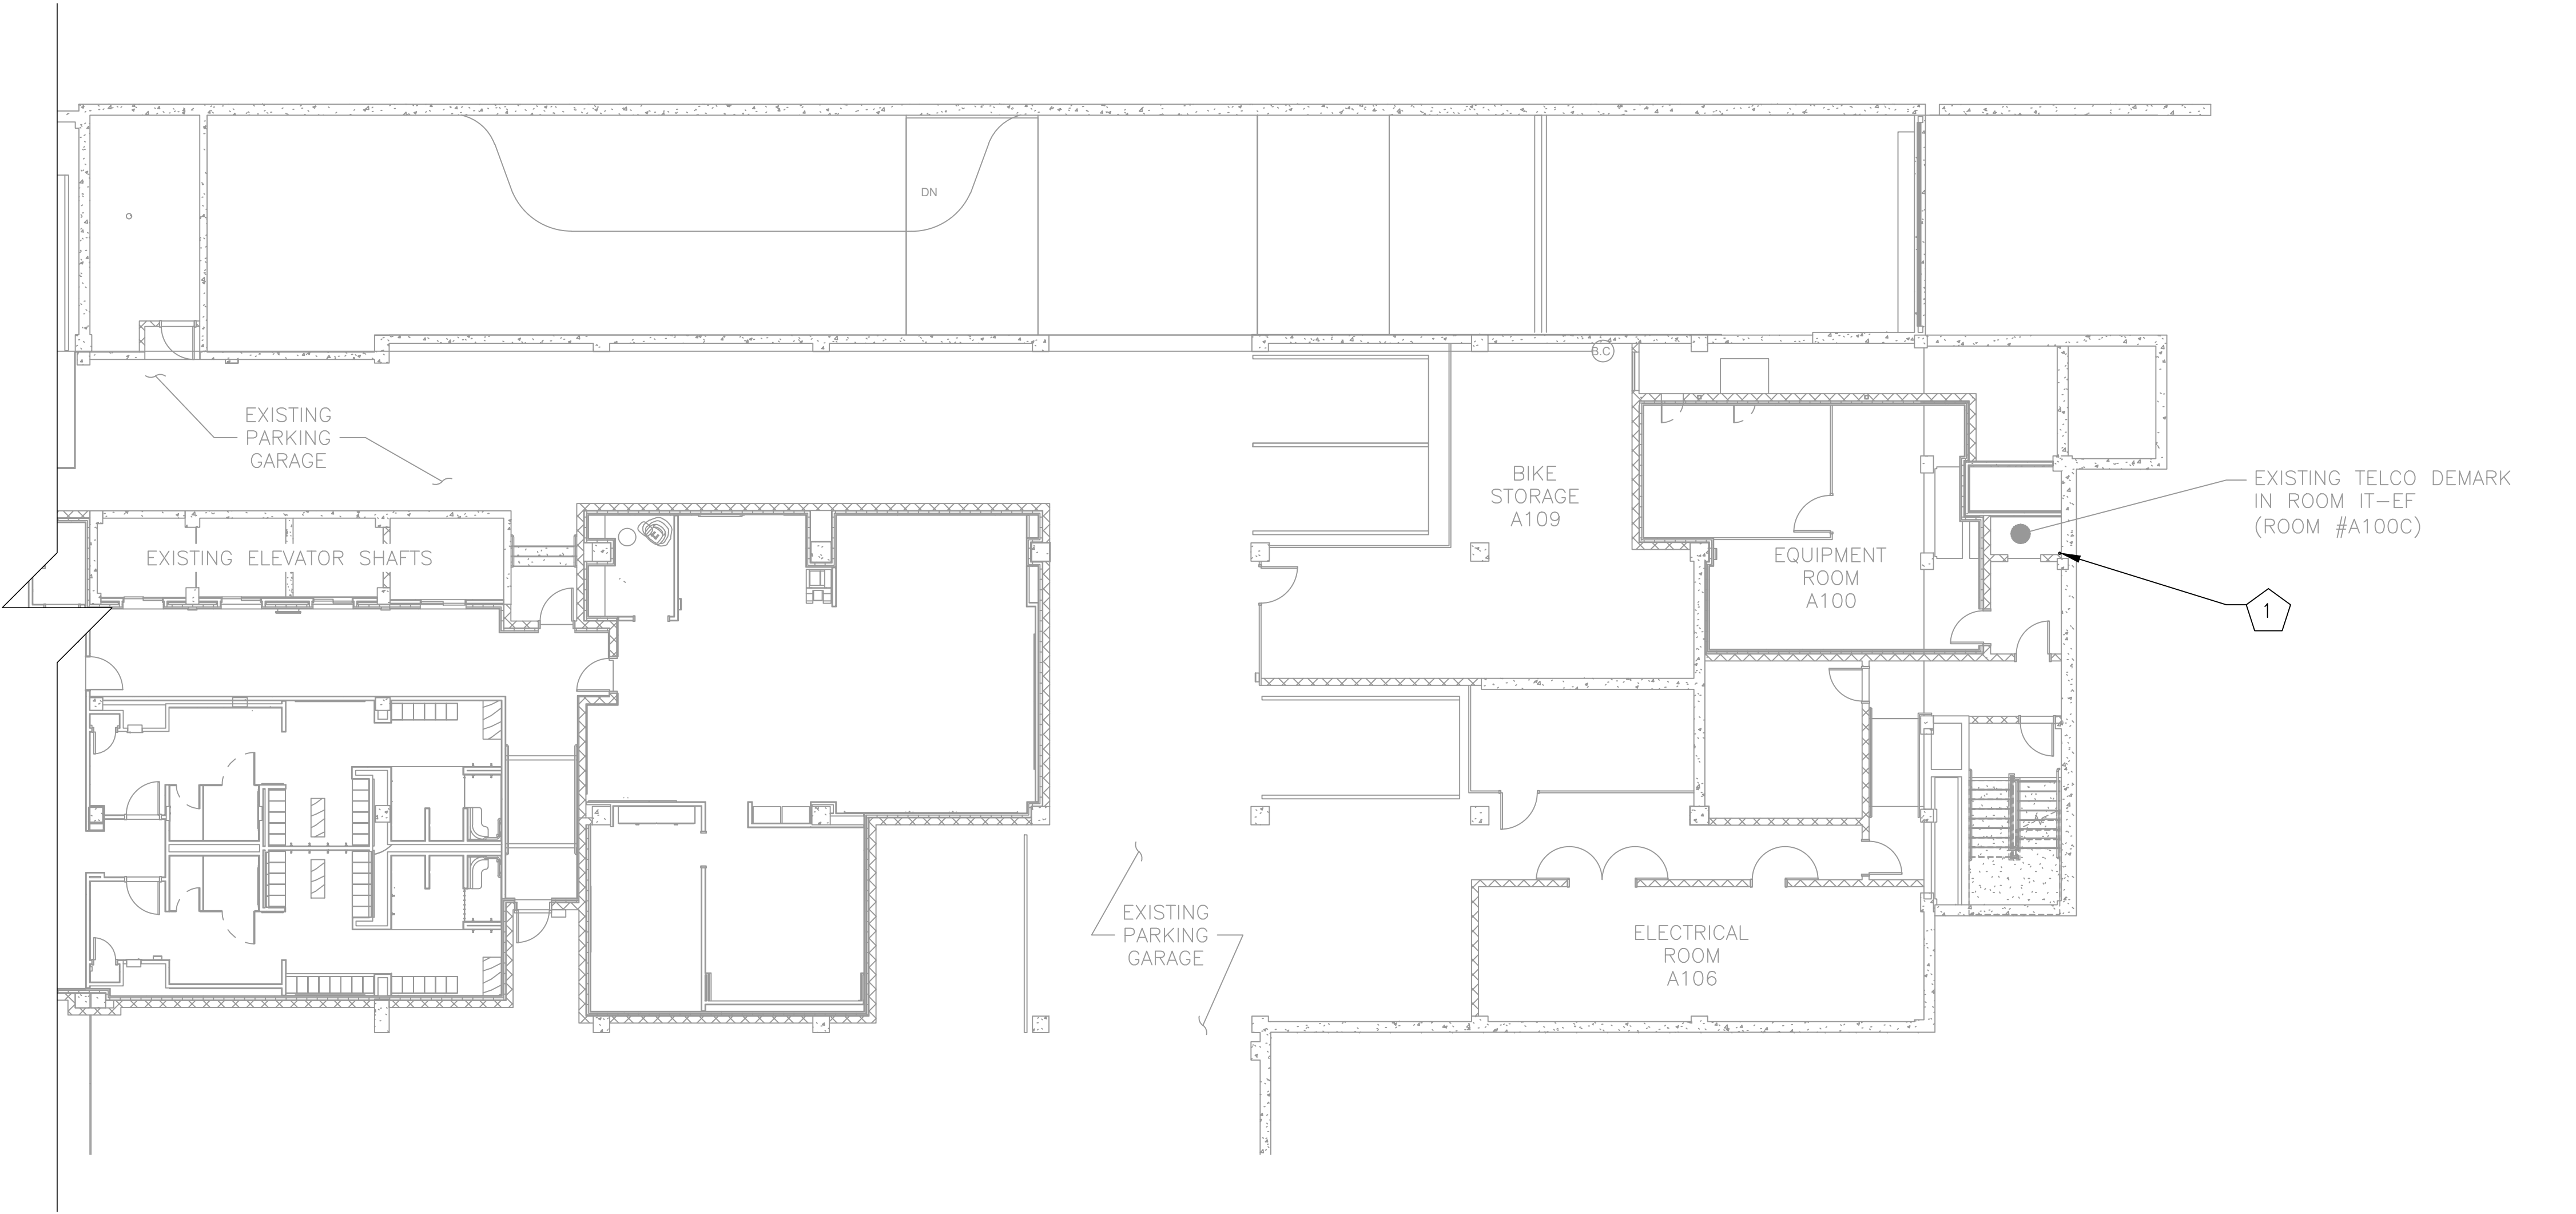 DN
B.C
EXISTING
PARKING
GARAGE
BIKE
STORAGE
A109
EXISTING TELCO DEMARK
IN ROOM IT-EF
(ROOM #A100C)
EXISTING ELEVATOR SHAFTS
E
EQUIPMENT
ROOM
A100
1
EXISTING
PARKING
GARAGE
ELECTRICAL
ROOM
A106